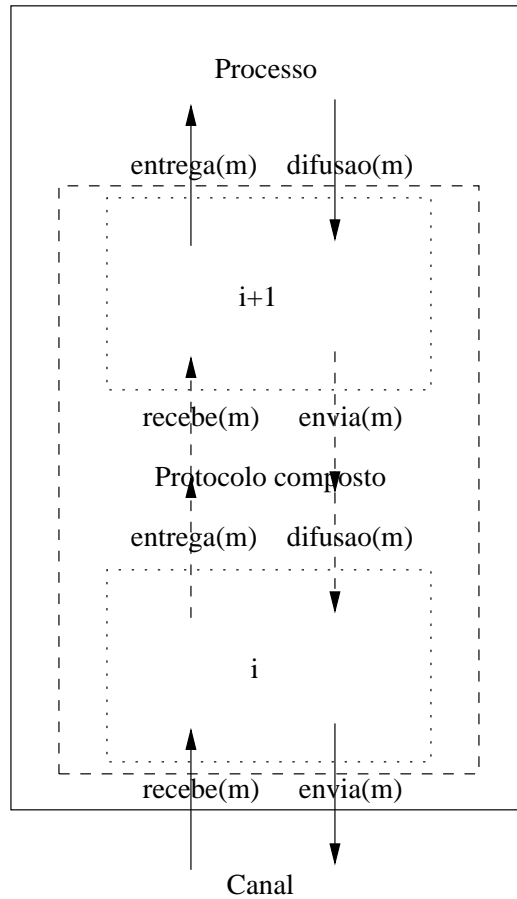 Processo
entrega(m) difusao(m)
i+1
recebe(m) envia(m)
Protocolo composto
entrega(m) difusao(m)
i
recebe(m) envia(m)
Canal